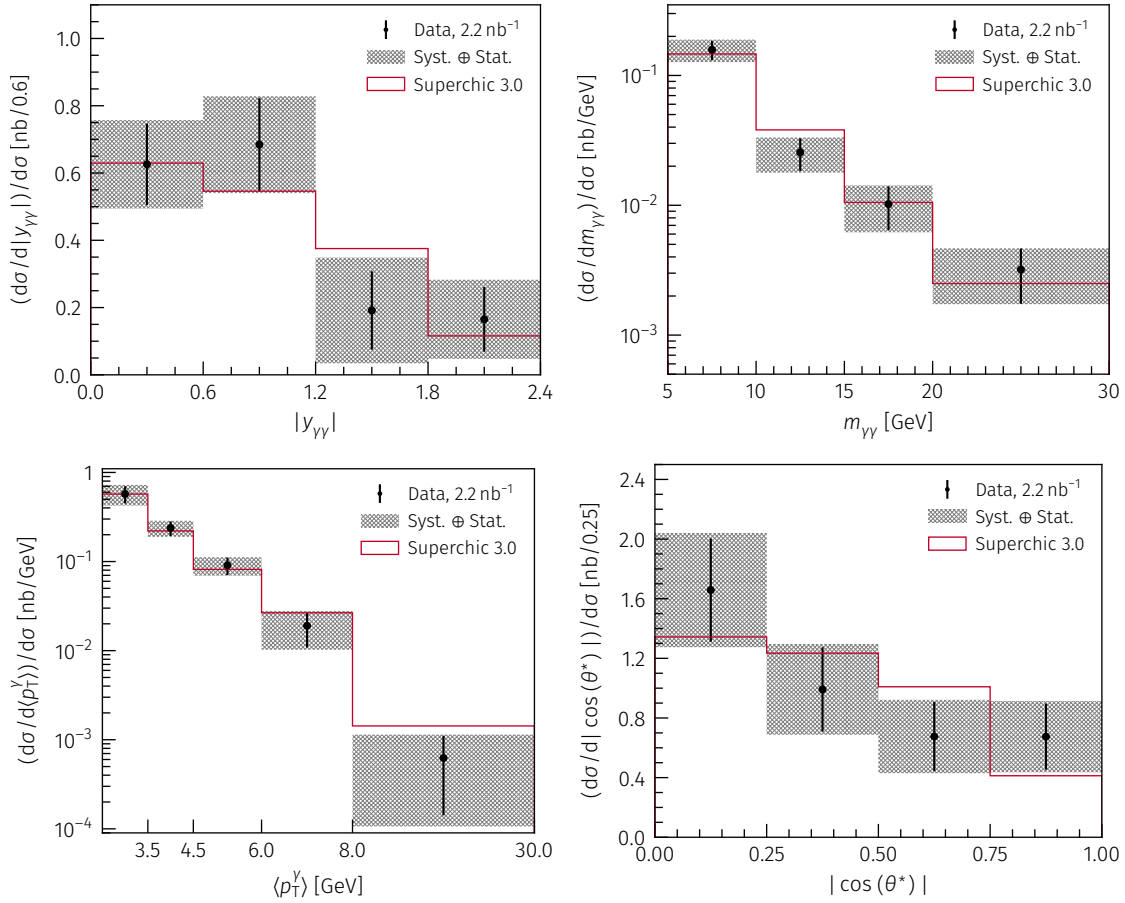 Data, 2.2 nb⁻¹
Syst. ⊕ Stat.
Superchic 3.0
(dσ/d|y_γγ|)/dσ [nb/0.6]
1.0
0.8
0.6
0.4
0.2
0.0
0.0 0.6 1.2 1.8 2.4
|y_γγ|
Data, 2.2 nb⁻¹
Syst. ⊕ Stat.
Superchic 3.0
(dσ/dm_γγ)/dσ [nb/GeV]
10⁻¹
10⁻²
10⁻³
5 10 15 20 30
m_γγ [GeV]
Data, 2.2 nb⁻¹
Syst. ⊕ Stat.
Superchic 3.0
(dσ/d⟨p_T^γ⟩)/dσ [nb/GeV]
1
10⁻¹
10⁻²
10⁻³
10⁻⁴
3.5 4.5 6.0 8.0 30.0
⟨p_T^γ⟩ [GeV]
Data, 2.2 nb⁻¹
Syst. ⊕ Stat.
Superchic 3.0
(dσ/d|cos(θ*)|)/dσ [nb/0.25]
2.4
2.0
1.6
1.2
0.8
0.4
0.0
0.00 0.25 0.50 0.75 1.00
|cos(θ*)|